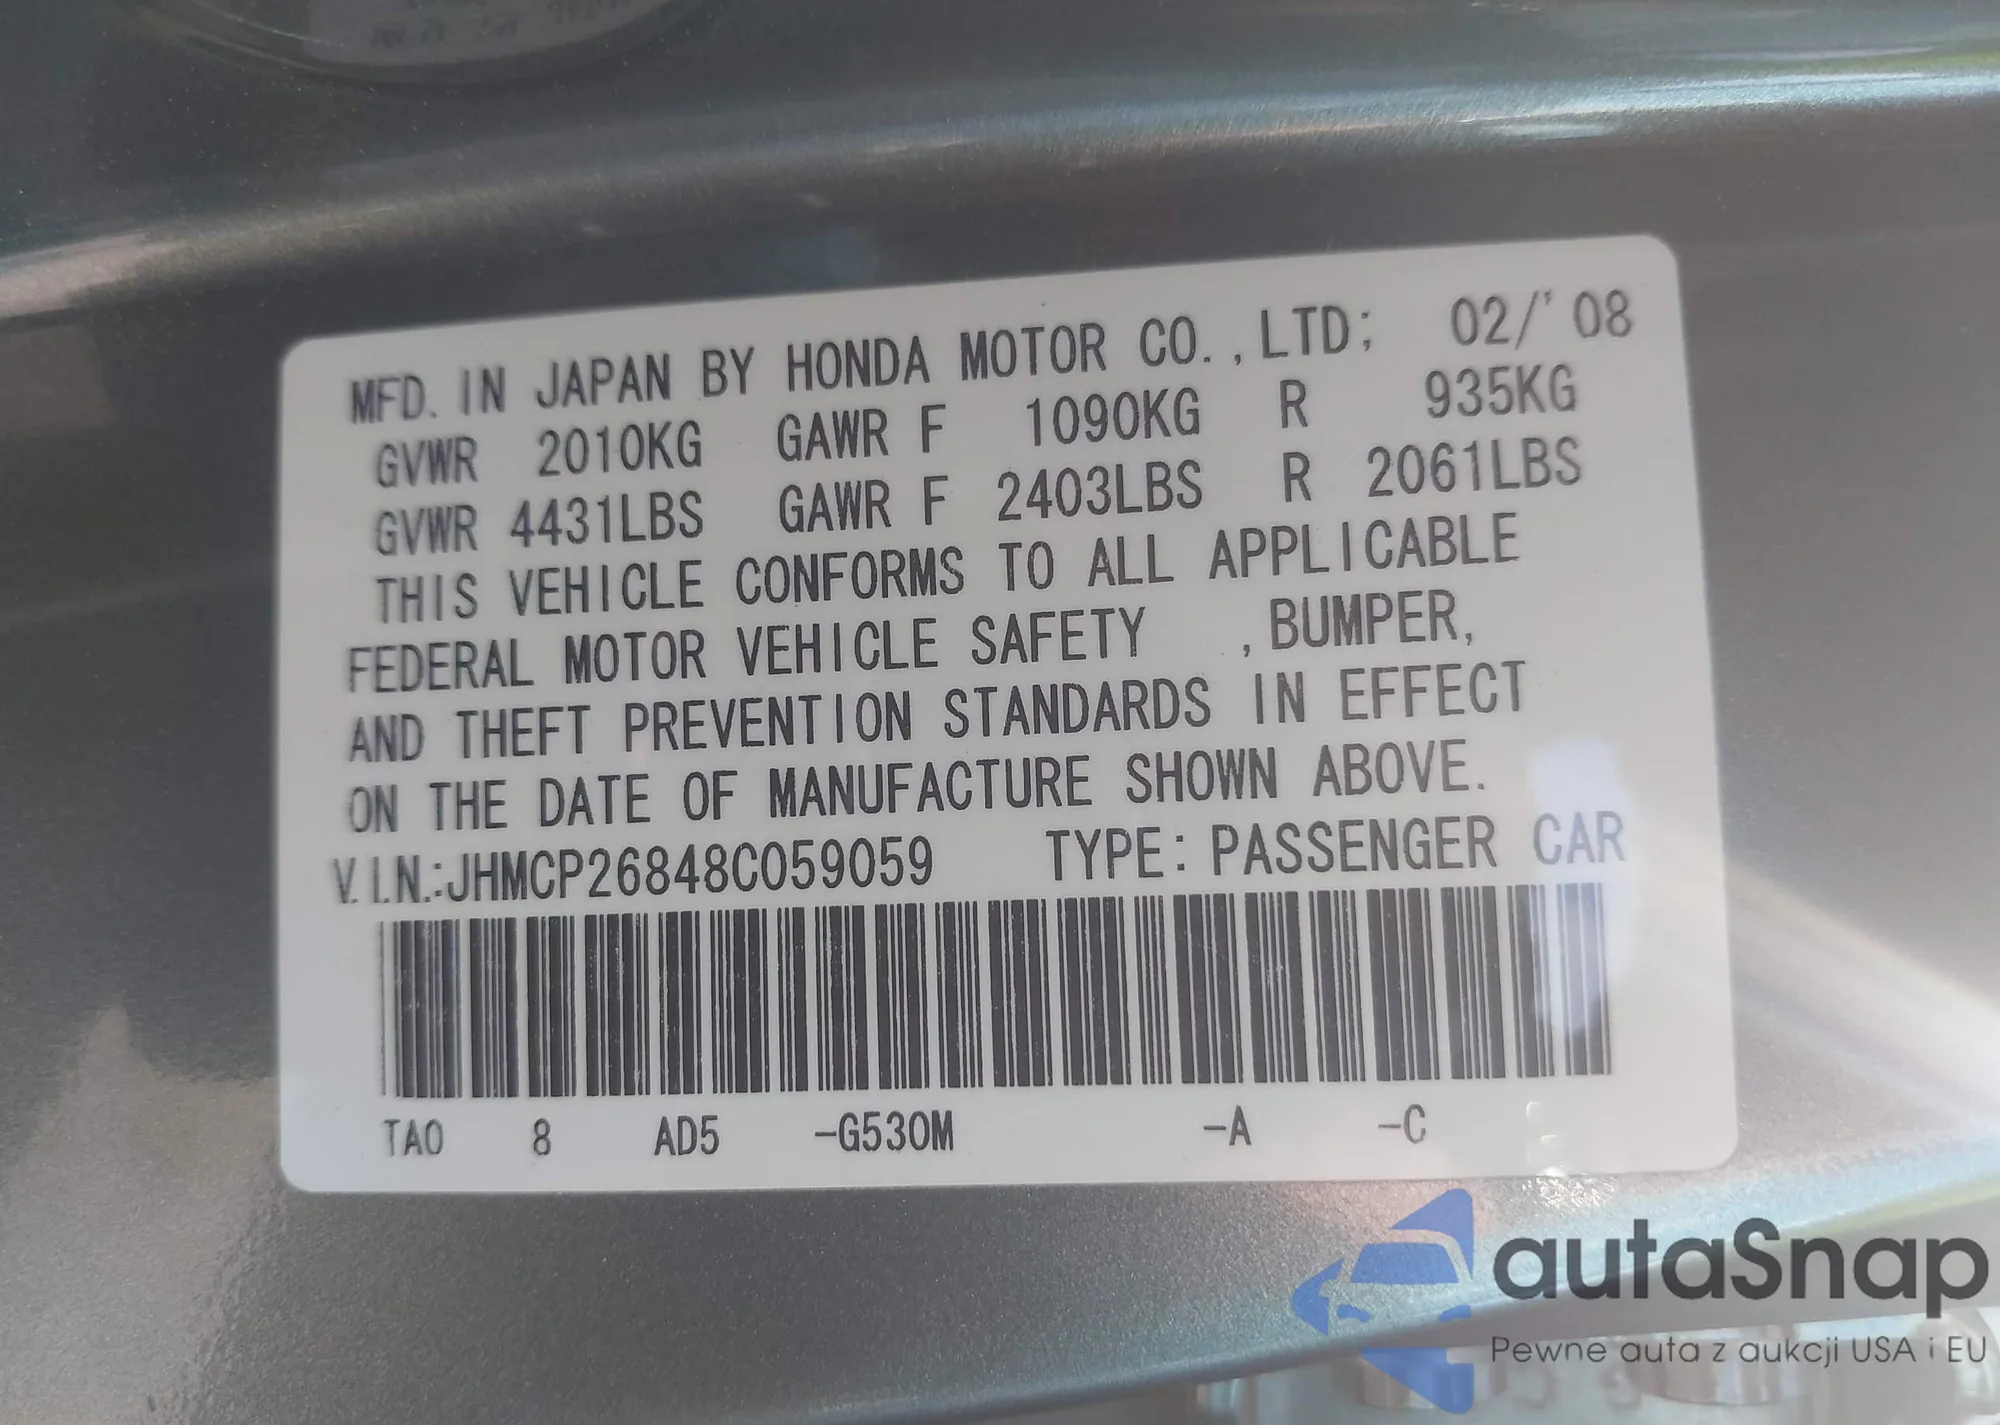 MFD. IN JAPAN BY HONDA MOTOR CO.,LTD; 02/'08
GVWR 2010KG GAWR F 1090KG R 935KG
GVWR 4431LBS GAWR F 2403LBS R 2061LBS
THIS VEHICLE CONFORMS TO ALL APPLICABLE
FEDERAL MOTOR VEHICLE SAFETY ,BUMPER,
AND THEFT PREVENTION STANDARDS IN EFFECT
ON THE DATE OF MANUFACTURE SHOWN ABOVE.
V.I.N.:JHMCP26848C059059 TYPE:PASSENGER CAR
TA0 8 AD5 -G530M -A -C
autaSnap
Pewne auta z aukcji USA i EU